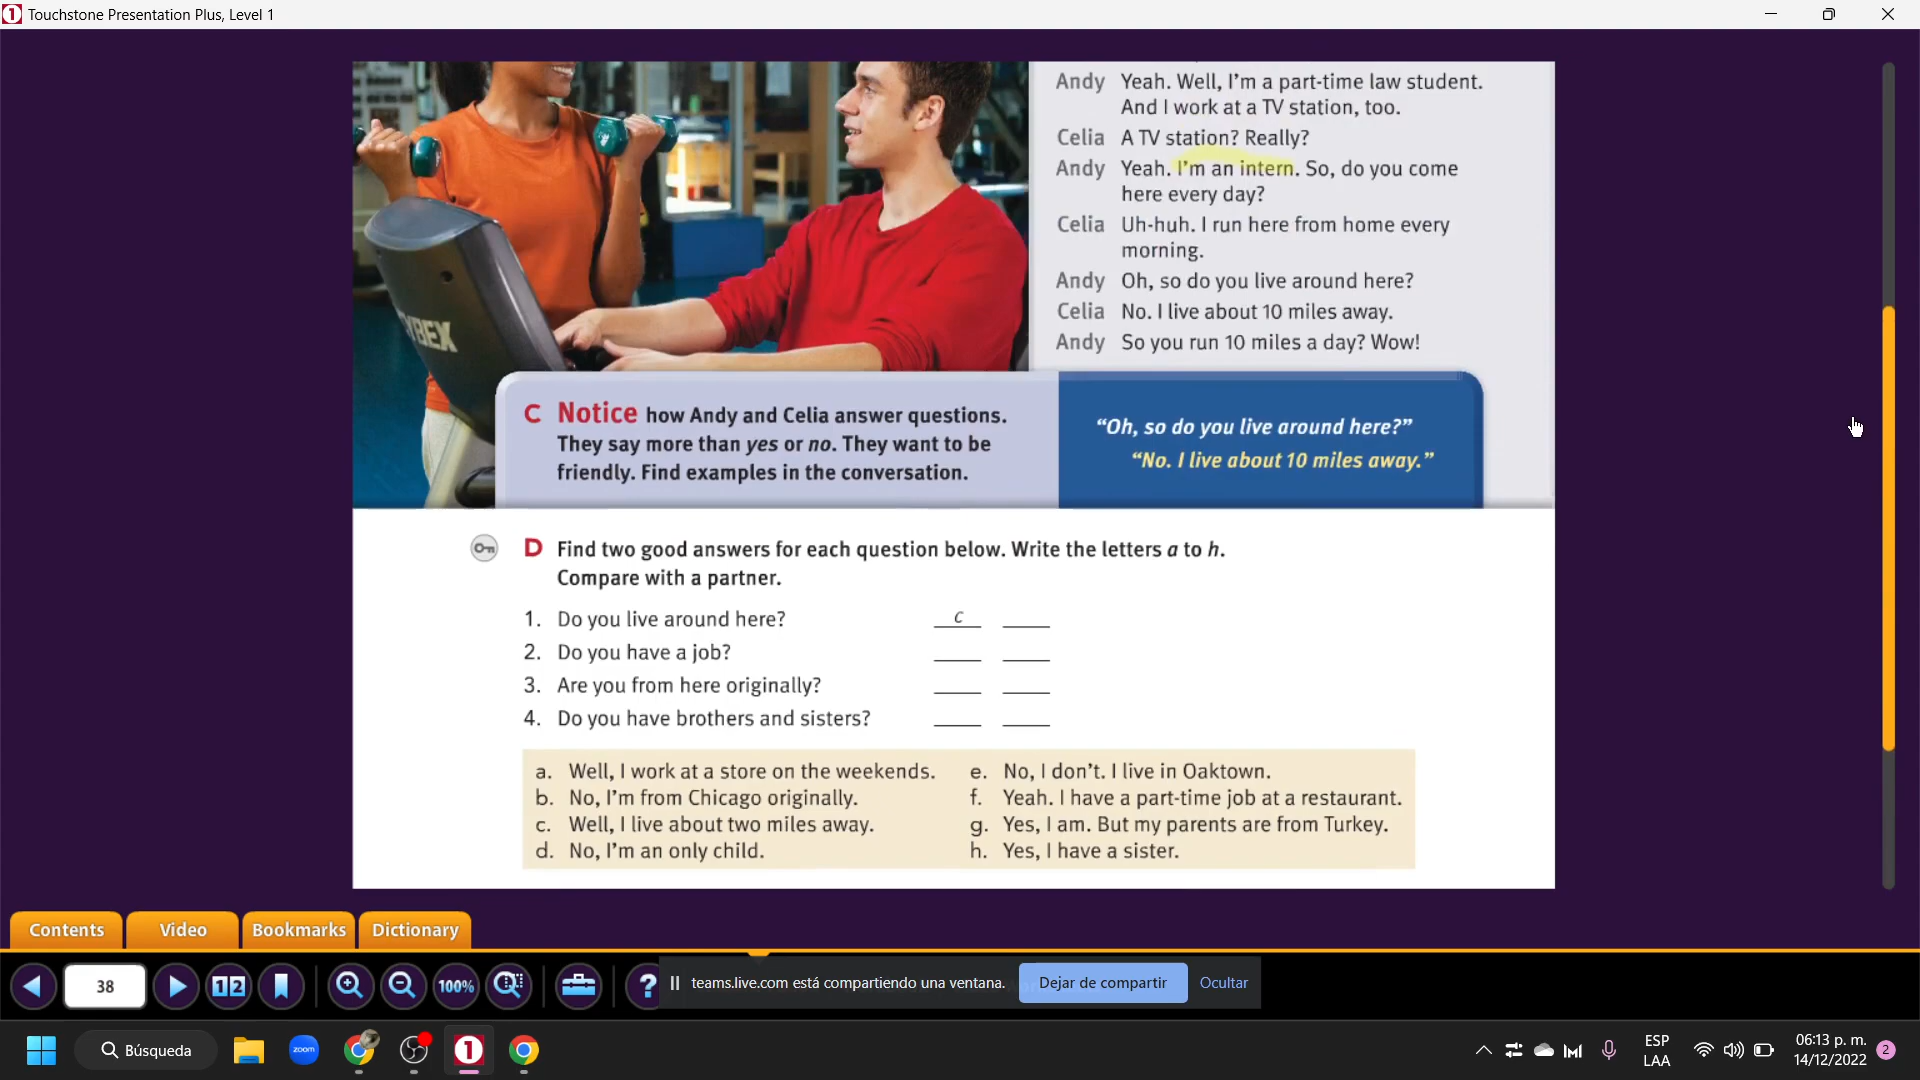 Touchstone Presentation Plus, Level 1
Andy Yeah. Well, I'm a part-time law student.
And I work at a TV station, too.
Celia A TV station? Really?
Andy Yeah. I'm an intern. So, do you come
here every day?
Celia Uh-huh. I run here from home every
morning.
Andy Oh, so do you live around here?
Celia No. I live about 10 miles away.
Andy So you run 10 miles a day? Wow!
CYBEX
C Notice how Andy and Celia answer questions.
They say more than yes or no. They want to be
friendly. Find examples in the conversation.
“Oh, so do you live around here?”
“No. I live about 10 miles away.”
D Find two good answers for each question below. Write the letters a to h.
Compare with a partner.
1. Do you live around here? c
2. Do you have a job?
3. Are you from here originally?
4. Do you have brothers and sisters?
a. Well, I work at a store on the weekends.
b. No, I'm from Chicago originally.
c. Well, I live about two miles away.
d. No, I'm an only child.
e. No, I don't. I live in Oaktown.
f. Yeah. I have a part-time job at a restaurant.
g. Yes, I am. But my parents are from Turkey.
h. Yes, I have a sister.
Contents Video Bookmarks Dictionary
38 1 2 100% ?
teams.live.com está compartiendo una ventana. Dejar de compartir Ocultar
Búsqueda zoom 1
ESP
LAA
06:13 p. m.
14/12/2022 2